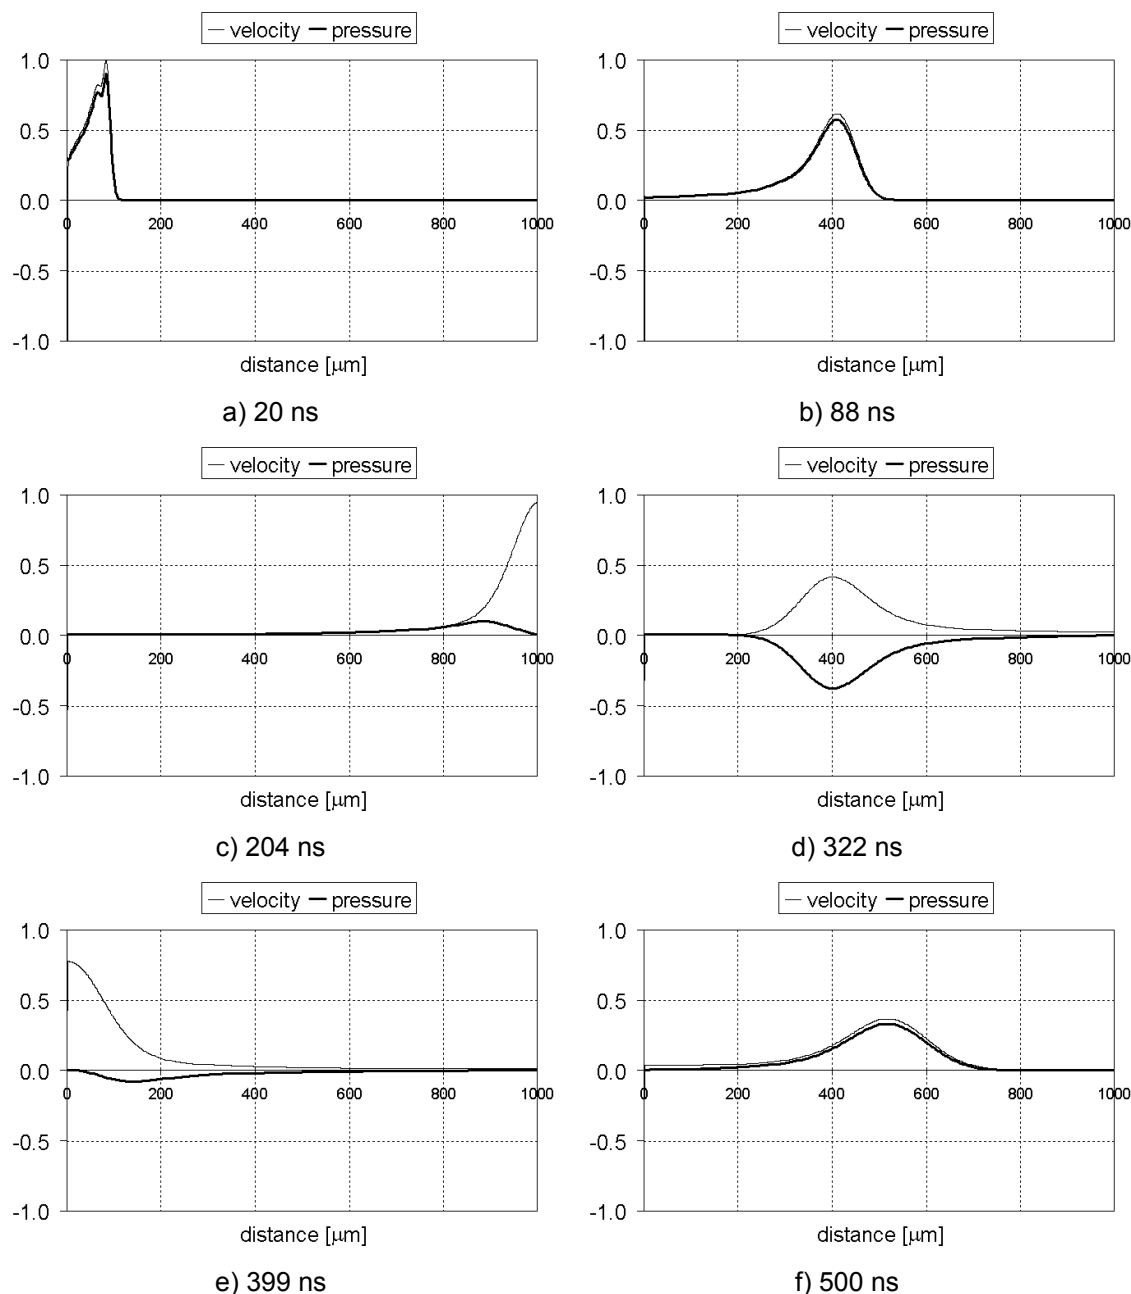 — velocity — pressure
1.0
0.5
0.0
-0.5
-1.0
0 200 400 600 800 1000
distance [μm]
a) 20 ns
— velocity — pressure
1.0
0.5
0.0
-0.5
-1.0
0 200 400 600 800 1000
distance [μm]
b) 88 ns
— velocity — pressure
1.0
0.5
0.0
-0.5
-1.0
0 200 400 600 800 1000
distance [μm]
c) 204 ns
— velocity — pressure
1.0
0.5
0.0
-0.5
-1.0
0 200 400 600 800 1000
distance [μm]
d) 322 ns
— velocity — pressure
1.0
0.5
0.0
-0.5
-1.0
0 200 400 600 800 1000
distance [μm]
e) 399 ns
— velocity — pressure
1.0
0.5
0.0
-0.5
-1.0
0 200 400 600 800 1000
distance [μm]
f) 500 ns